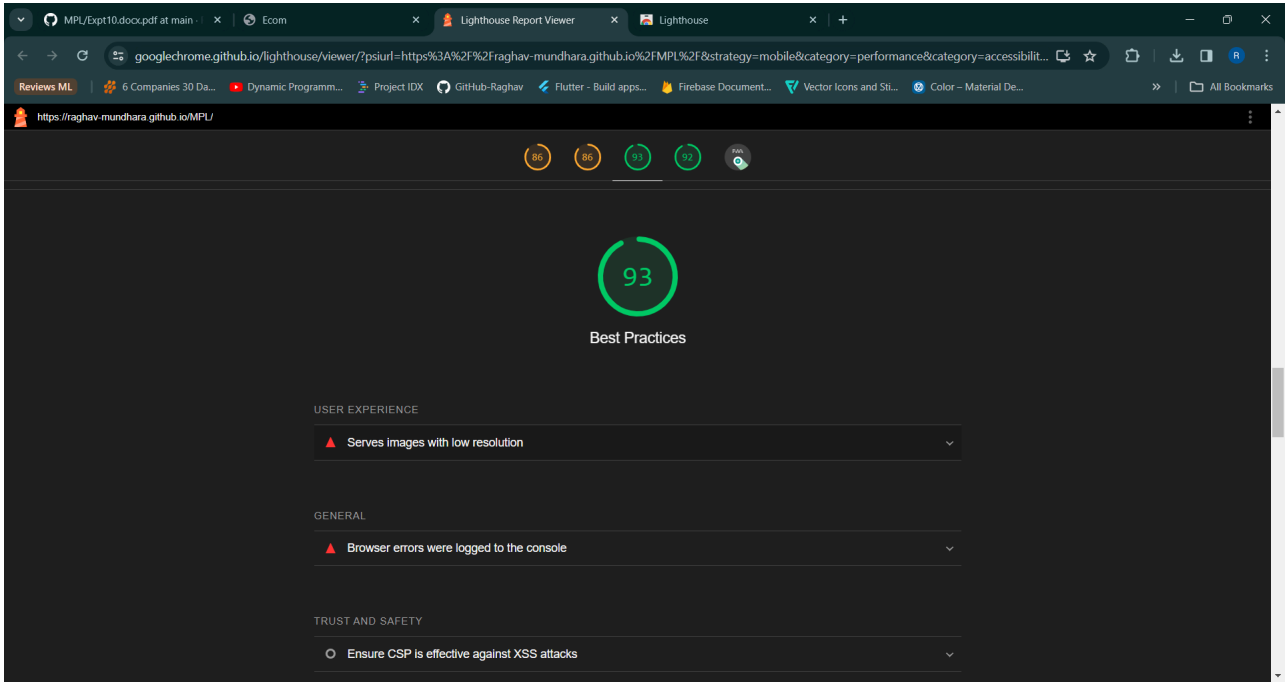 MPL/Expt10.docx.pdf at main ·
Ecom
Lighthouse Report Viewer
Lighthouse
googlechrome.github.io/lighthouse/viewer/?psiurl=https%3A%2F%2Fraghav-mundhara.github.io%2FMPL%2F&strategy=mobile&category=performance&category=accessibilit...
R
Reviews ML
6 Companies 30 Da...
Dynamic Programm...
Project IDX
GitHub-Raghav
Flutter - Build apps...
Firebase Document...
Vector Icons and Sti...
Color – Material De...
»
All Bookmarks
https://raghav-mundhara.github.io/MPL/
86
86
93
92
PWA
93
Best Practices
USER EXPERIENCE
Serves images with low resolution
GENERAL
Browser errors were logged to the console
TRUST AND SAFETY
Ensure CSP is effective against XSS attacks